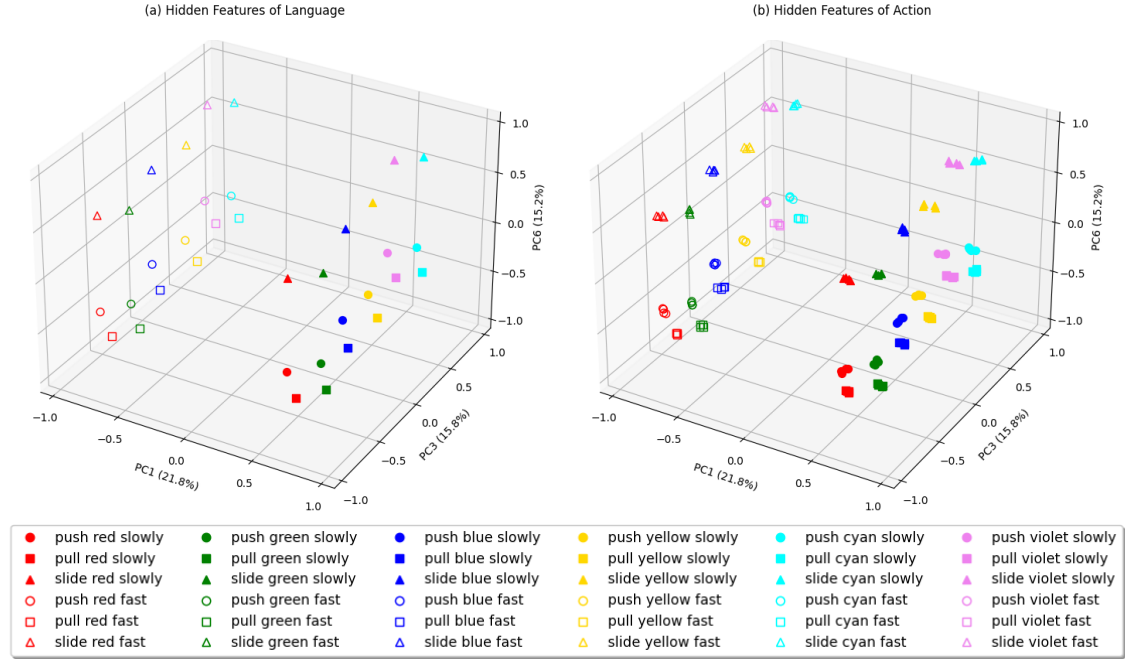 (a) Hidden Features of Language
(b) Hidden Features of Action
1.0
0.5
0.0
−0.5
−1.0
PC6 (15.2%)
−1.0
−0.5
0.0
0.5
1.0
PC1 (21.8%)
−1.0
−0.5
0.0
0.5
1.0
PC3 (15.8%)
1.0
0.5
0.0
−0.5
−1.0
PC6 (15.2%)
−1.0
−0.5
0.0
0.5
1.0
PC1 (21.8%)
−1.0
−0.5
0.0
0.5
1.0
PC3 (15.8%)
push red slowly push green slowly push blue slowly push yellow slowly push cyan slowly push violet slowly
pull red slowly pull green slowly pull blue slowly pull yellow slowly pull cyan slowly pull violet slowly
slide red slowly slide green slowly slide blue slowly slide yellow slowly slide cyan slowly slide violet slowly
push red fast push green fast push blue fast push yellow fast push cyan fast push violet fast
pull red fast pull green fast pull blue fast pull yellow fast pull cyan fast pull violet fast
slide red fast slide green fast slide blue fast slide yellow fast slide cyan fast slide violet fast